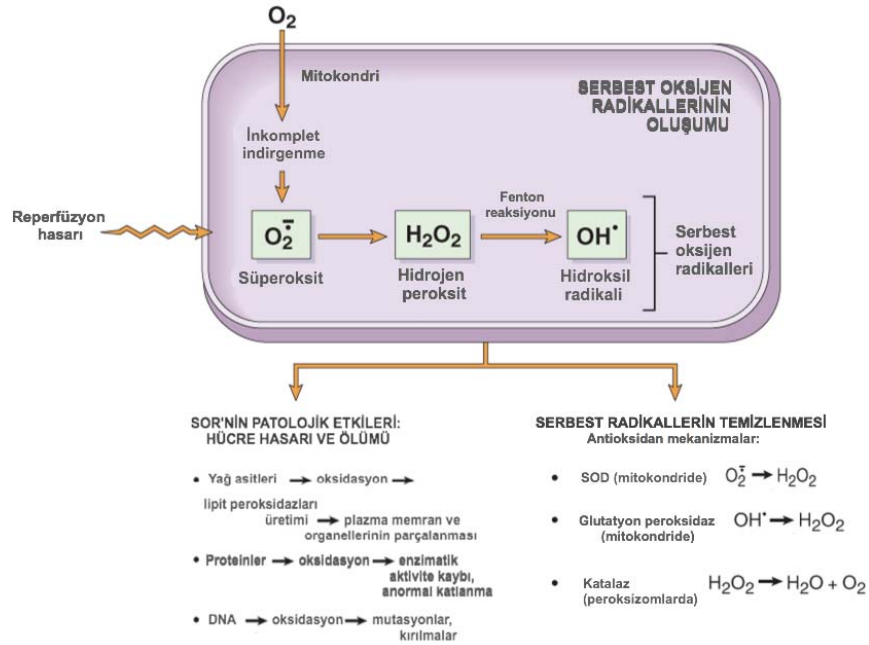 O₂
Mitokondri
SERBEST OKSİJEN
RADİKALLERİNİN
OLUŞUMU
İnkomplet
indirgenme
Reperfüzyon
hasarı
Fenton
reaksiyonu
O₂•̄
H₂O₂
OH•
Süperoksit
Hidrojen
peroksit
Hidroksil
radikali
Serbest
oksijen
radikalleri
SOR'NİN PATOLOJİK ETKİLERİ:
HÜCRE HASARI VE ÖLÜMÜ
• Yağ asitleri → oksidasyon →
lipit peroksidazları
üretimi → plazma memran ve
organellerinin parçalanması
• Proteinler → oksidasyon → enzimatik
aktivite kaybı,
anormal katlanma
• DNA → oksidasyon → mutasyonlar,
kırılmalar
SERBEST RADİKALLERİN TEMİZLENMESİ
Antioksidan mekanizmalar:
• SOD (mitokondride) O₂•̄ → H₂O₂
• Glutatyon peroksidaz OH• → H₂O₂
(mitokondride)
• Katalaz H₂O₂ → H₂O + O₂
(peroksizomlarda)